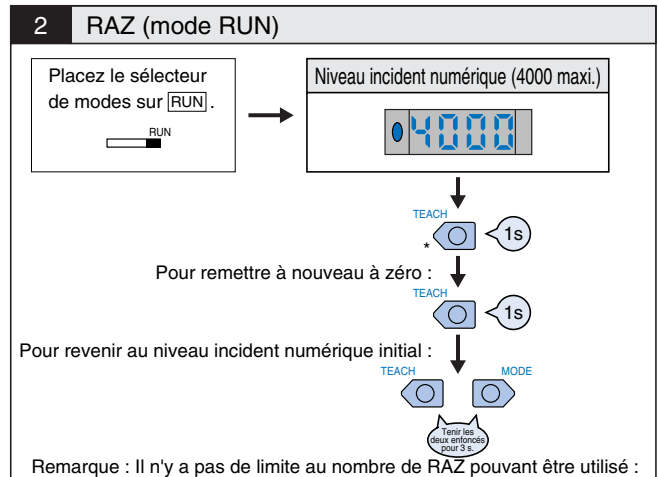 2 RAZ (mode RUN)
Placez le sélecteur
de modes sur RUN.
RUN
Niveau incident numérique (4000 maxi.)
4000
TEACH
* 1s
Pour remettre à nouveau à zéro :
TEACH
1s
Pour revenir au niveau incident numérique initial :
TEACH MODE
Tenir les
deux enfoncés
pour 3 s.
Remarque : Il n'y a pas de limite au nombre de RAZ pouvant être utilisé :